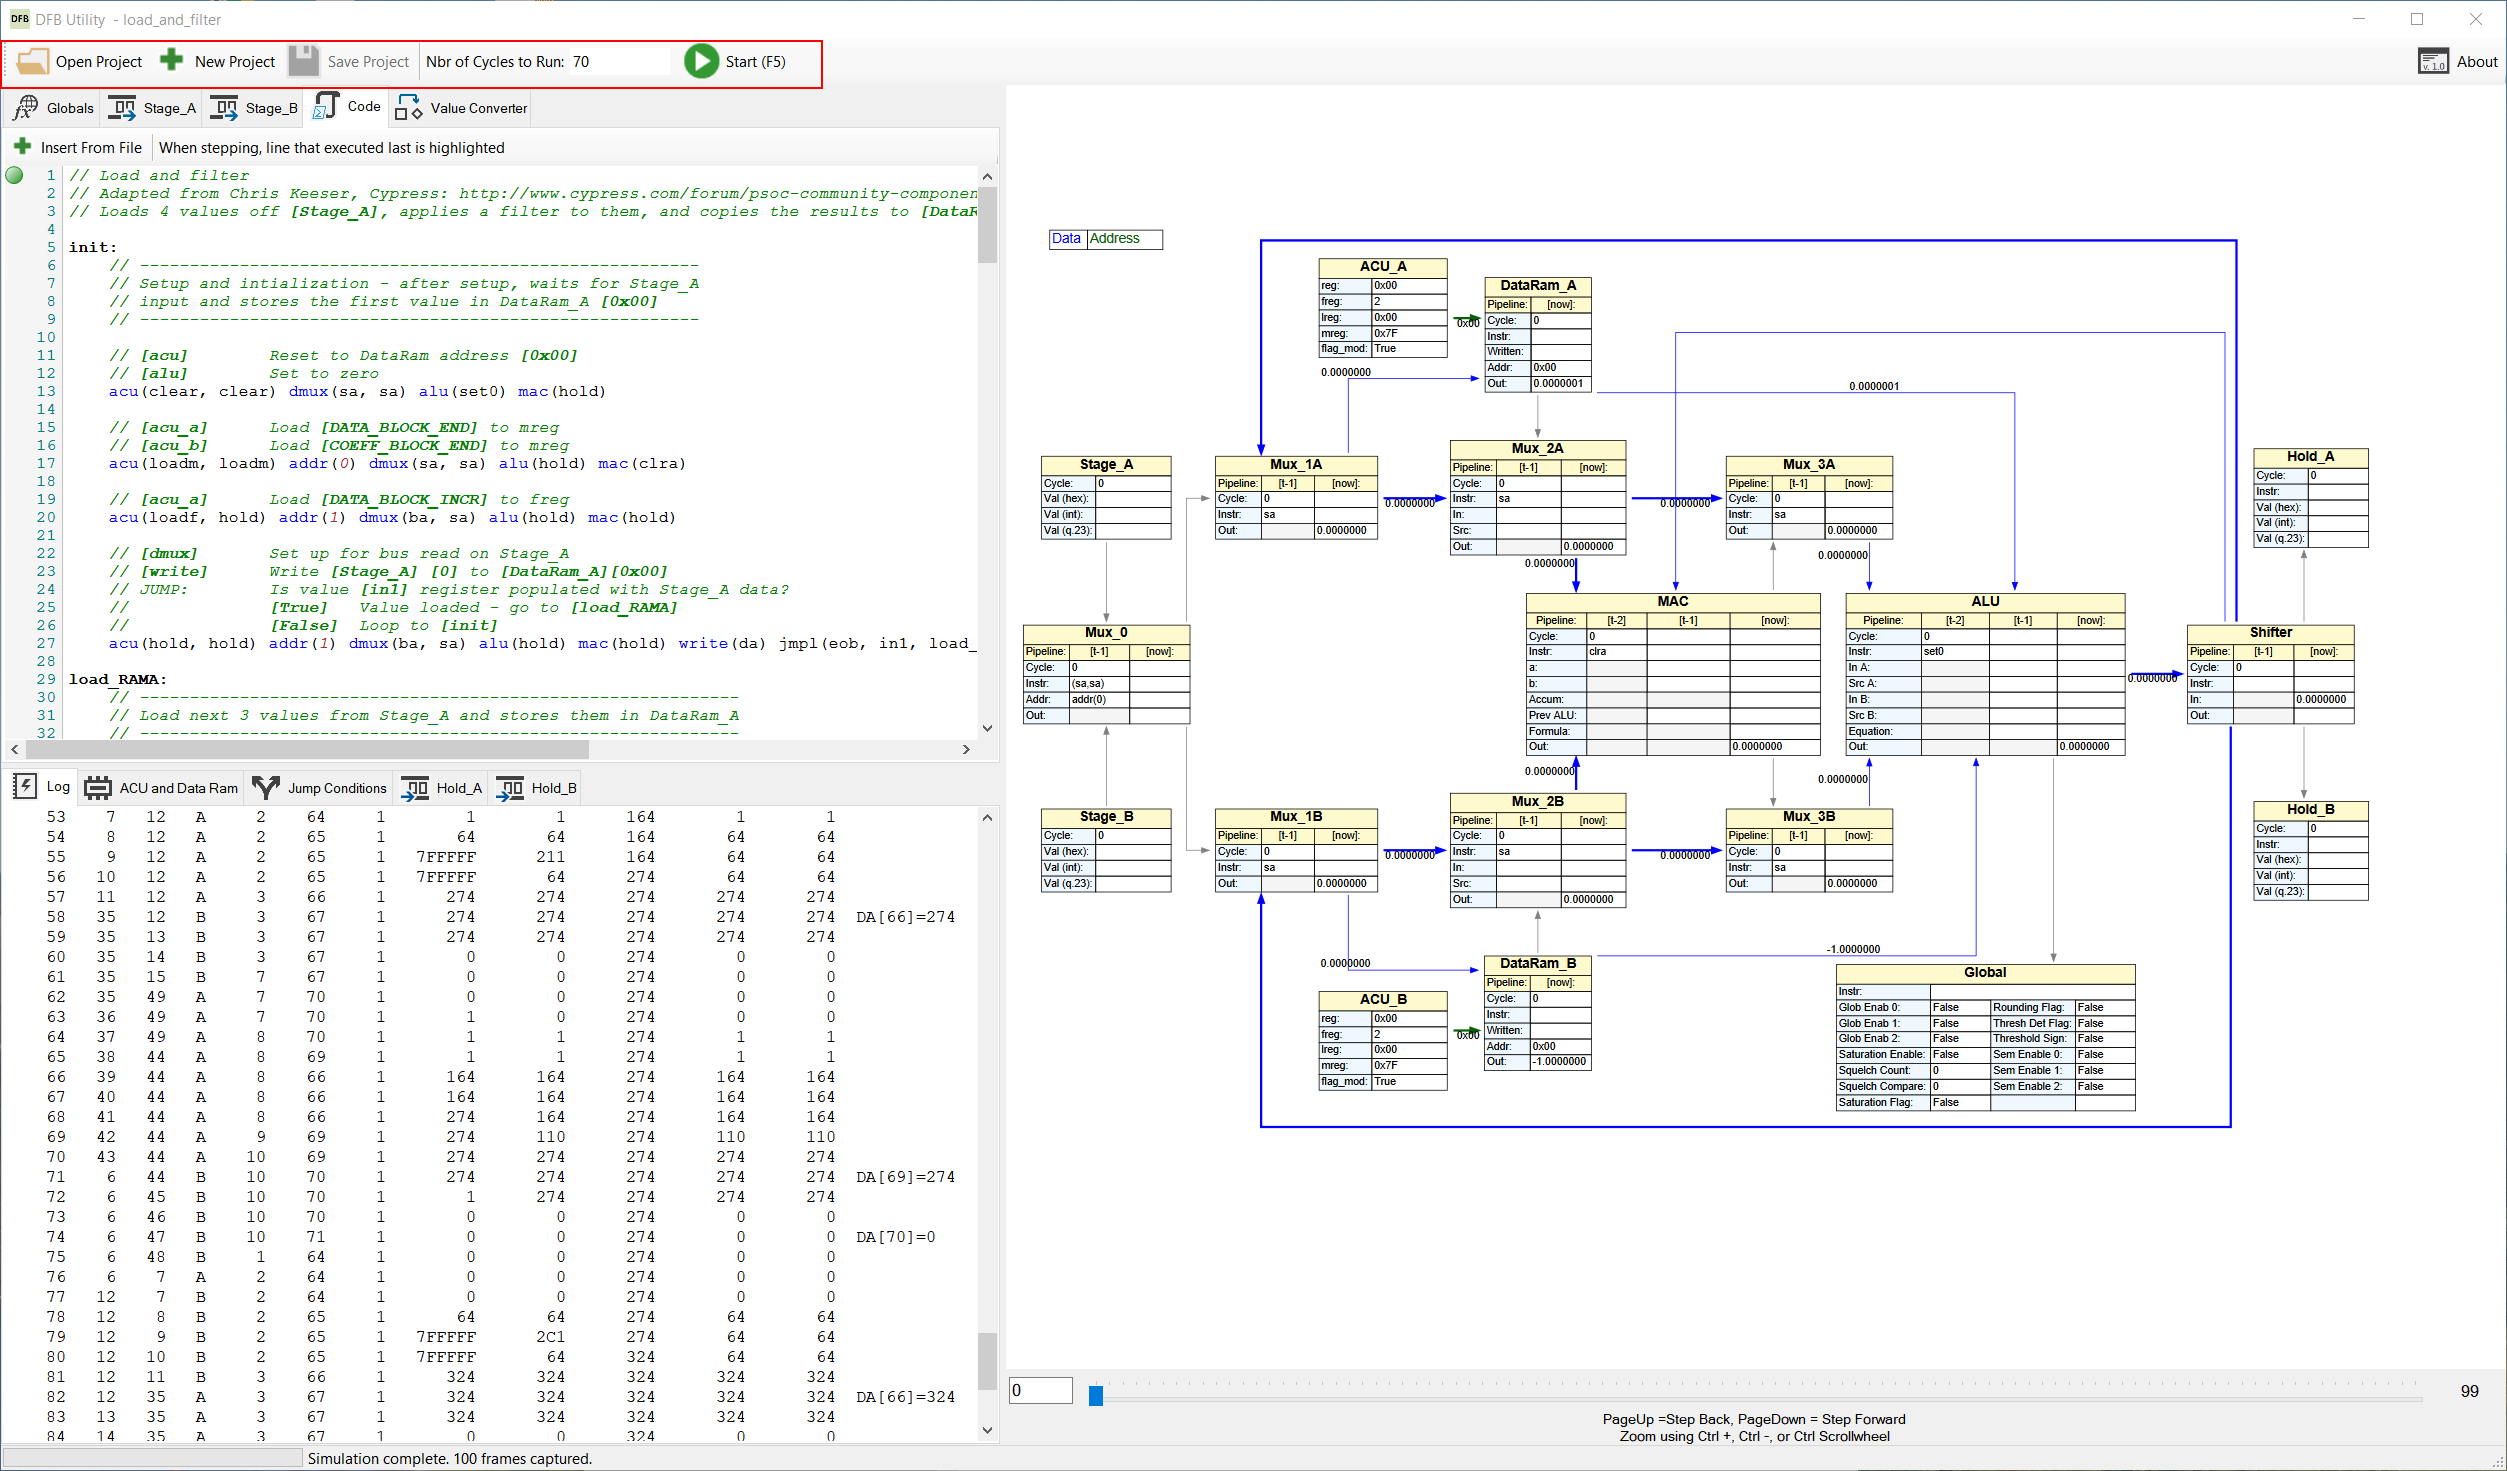 DFB DFB Utility - load_and_filter
Open Project New Project Save Project Nbr of Cycles to Run: 70 Start (F5) v. 1.0 About
Globals Stage_A Stage_B Code Value Converter
Insert From File When stepping, line that executed last is highlighted
1 // Load and filter
2 // Adapted from Chris Keeser, Cypress: http://www.cypress.com/forum/psoc-community-componen
3 // Loads 4 values off [Stage_A], applies a filter to them, and copies the results to [DataR
4
5 init:
6 // --------------------------------------------------------
7 // Setup and intialization - after setup, waits for Stage_A
8 // input and stores the first value in DataRam_A [0x00]
9 // --------------------------------------------------------
10
11 // [acu] Reset to DataRam address [0x00]
12 // [alu] Set to zero
13 acu(clear, clear) dmux(sa, sa) alu(set0) mac(hold)
14
15 // [acu_a] Load [DATA_BLOCK_END] to mreg
16 // [acu_b] Load [COEFF_BLOCK_END] to mreg
17 acu(loadm, loadm) addr(0) dmux(sa, sa) alu(hold) mac(clra)
18
19 // [acu_a] Load [DATA_BLOCK_INCR] to freg
20 acu(loadf, hold) addr(1) dmux(ba, sa) alu(hold) mac(hold)
21
22 // [dmux] Set up for bus read on Stage_A
23 // [write] Write [Stage_A] [0] to [DataRam_A][0x00]
24 // JUMP: Is value [in1] register populated with Stage_A data?
25 // [True] Value loaded - go to [load_RAMA]
26 // [False] Loop to [init]
27 acu(hold, hold) addr(1) dmux(ba, sa) alu(hold) mac(hold) write(da) jmpl(eob, in1, load_
28
29 load_RAMA:
30 // ------------------------------------------------------------
31 // Load next 3 values from Stage_A and stores them in DataRam_A
32 // ------------------------------------------------------------
Log ACU and Data Ram Jump Conditions Hold_A Hold_B
53 7 12 A 2 64 1 1 1 164 1 1
54 8 12 A 2 65 1 64 64 164 64 64
55 9 12 A 2 65 1 7FFFFF 211 164 64 64
56 10 12 A 2 65 1 7FFFFF 64 274 64 64
57 11 12 A 3 66 1 274 274 274 274 274
58 35 12 B 3 67 1 274 274 274 274 274 DA[66]=274
59 35 13 B 3 67 1 274 274 274 274 274
60 35 14 B 3 67 1 0 0 274 0 0
61 35 15 B 7 67 1 0 0 274 0 0
62 35 49 A 7 70 1 0 0 274 0 0
63 36 49 A 7 70 1 1 0 274 0 0
64 37 49 A 8 70 1 1 1 274 1 1
65 38 44 A 8 69 1 1 1 274 1 1
66 39 44 A 8 66 1 164 164 274 164 164
67 40 44 A 8 66 1 164 164 274 164 164
68 41 44 A 8 66 1 274 164 274 164 164
69 42 44 A 9 69 1 274 110 274 110 110
70 43 44 A 10 69 1 274 274 274 274 274
71 6 44 B 10 70 1 274 274 274 274 274 DA[69]=274
72 6 45 B 10 70 1 1 274 274 274 274
73 6 46 B 10 70 1 0 0 274 0 0
74 6 47 B 10 71 1 0 0 274 0 0 DA[70]=0
75 6 48 B 1 64 1 0 0 274 0 0
76 6 7 A 2 64 1 0 0 274 0 0
77 12 7 B 2 64 1 0 0 274 0 0
78 12 8 B 2 65 1 64 64 274 64 64
79 12 9 B 2 65 1 7FFFFF 2C1 274 64 64
80 12 10 B 2 65 1 7FFFFF 64 324 64 64
81 12 11 B 3 66 1 324 324 324 324 324
82 12 35 A 3 67 1 324 324 324 324 324 DA[66]=324
83 13 35 A 3 67 1 324 324 324 324 324
84 14 35 A 3 67 1 0 0 324 0 0
Simulation complete. 100 frames captured.
Data Address
ACU_A
reg: 0x00
freg: 2
lreg: 0x00
mreg: 0x7F
flag_mod: True
0x00
DataRam_A
Pipeline: [now]:
Cycle: 0
Instr:
Written:
Addr: 0x00
Out: 0.0000001
0.0000000
0.0000001
Stage_A
Cycle: 0
Val (hex):
Val (int):
Val (q.23):
Mux_1A
Pipeline: [t-1] [now]:
Cycle: 0
Instr: sa
Out: 0.0000000
0.0000000
Mux_2A
Pipeline: [t-1] [now]:
Cycle: 0
Instr: sa
In:
Src:
Out: 0.0000000
0.0000000
0.0000000
Mux_3A
Pipeline: [t-1] [now]:
Cycle: 0
Instr: sa
Out: 0.0000000
0.0000000
Hold_A
Cycle: 0
Instr:
Val (hex):
Val (int):
Val (q.23):
Mux_0
Pipeline: [t-1] [now]:
Cycle: 0
Instr: (sa,sa)
Addr: addr(0)
Out:
MAC
Pipeline: [t-2] [t-1] [now]:
Cycle: 0
Instr: clra
a:
b:
Accum:
Prev ALU:
Formula:
Out: 0.0000000
ALU
Pipeline: [t-2] [t-1] [now]:
Cycle: 0
Instr: set0
In A:
Src A:
In B:
Src B:
Equation:
Out: 0.0000000
0.0000000
Shifter
Pipeline: [t-1] [now]:
Cycle: 0
Instr:
In: 0.0000000
Out:
0.0000000
0.0000000
Stage_B
Cycle: 0
Val (hex):
Val (int):
Val (q.23):
Mux_1B
Pipeline: [t-1] [now]:
Cycle: 0
Instr: sa
Out: 0.0000000
0.0000000
Mux_2B
Pipeline: [t-1] [now]:
Cycle: 0
Instr: sa
In:
Src:
Out: 0.0000000
0.0000000
Mux_3B
Pipeline: [t-1] [now]:
Cycle: 0
Instr: sa
Out: 0.0000000
Hold_B
Cycle: 0
Instr:
Val (hex):
Val (int):
Val (q.23):
0.0000000
-1.0000000
DataRam_B
Pipeline: [now]:
Cycle: 0
Instr:
Written:
Addr: 0x00
Out: -1.0000000
ACU_B
reg: 0x00
freg: 2
lreg: 0x00
mreg: 0x7F
flag_mod: True
0x00
Global
Instr:
Glob Enab 0: False Rounding Flag: False
Glob Enab 1: False Thresh Det Flag: False
Glob Enab 2: False Threshold Sign: False
Saturation Enable: False Sem Enable 0: False
Squelch Count: 0 Sem Enable 1: False
Squelch Compare: 0 Sem Enable 2: False
Saturation Flag: False
0 99
PageUp =Step Back, PageDown = Step Forward
Zoom using Ctrl +, Ctrl -, or Ctrl Scrollwheel